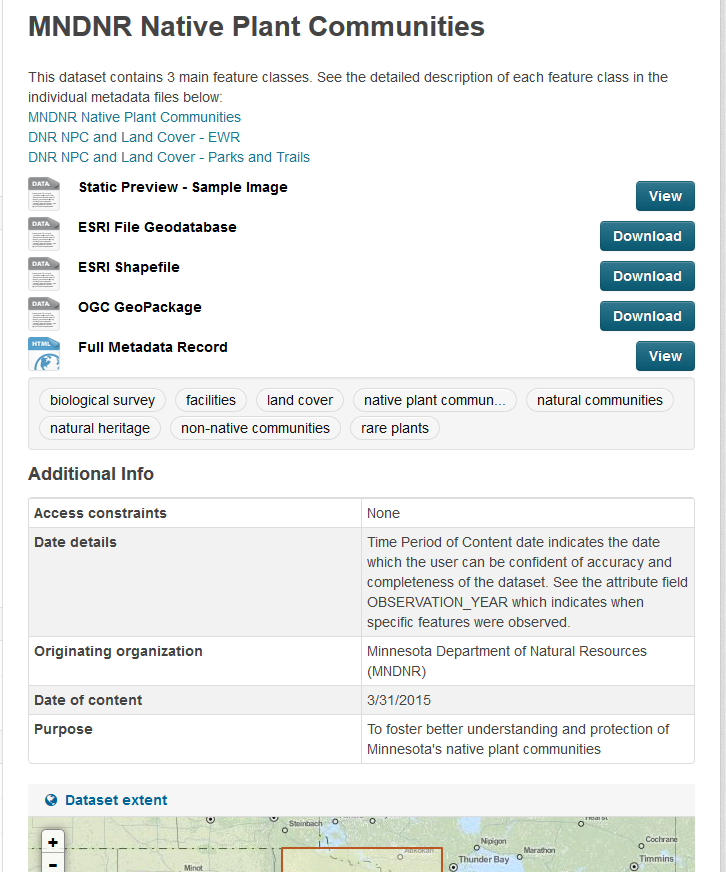 MNDNR Native Plant Communities
This dataset contains 3 main feature classes. See the detailed description of each feature class in the
individual metadata files below:
MNDNR Native Plant Communities
DNR NPC and Land Cover - EWR
DNR NPC and Land Cover - Parks and Trails
DATA Static Preview - Sample Image View
DATA ESRI File Geodatabase Download
DATA ESRI Shapefile Download
DATA OGC GeoPackage Download
HTML Full Metadata Record View
biological survey facilities land cover native plant commun... natural communities
natural heritage non-native communities rare plants
Additional Info
Access constraints None
Date details Time Period of Content date indicates the date
which the user can be confident of accuracy and
completeness of the dataset. See the attribute field
OBSERVATION_YEAR which indicates when
specific features were observed.
Originating organization Minnesota Department of Natural Resources
(MNDNR)
Date of content 3/31/2015
Purpose To foster better understanding and protection of
Minnesota's native plant communities
Dataset extent
Steinbach Hearst
+ Nipigon Cochrane
Atikokan Marathon
- Minot Thunder Bay Timmins